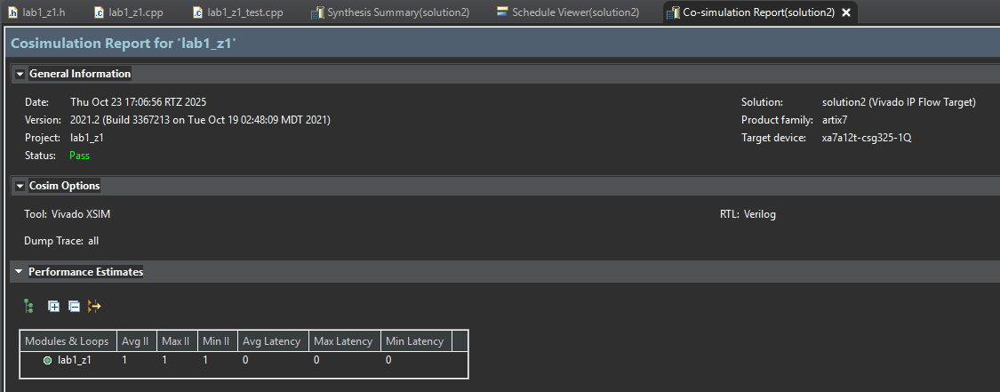 lab1_z1.h lab1_z1.cpp lab1_z1_test.cpp Synthesis Summary(solution2) Schedule Viewer(solution2) Co-simulation Report(solution2)
Cosimulation Report for 'lab1_z1'
General Information
Date: Thu Oct 23 17:06:56 RTZ 2025 Solution: solution2 (Vivado IP Flow Target)
Version: 2021.2 (Build 3367213 on Tue Oct 19 02:48:09 MDT 2021) Product family: artix7
Project: lab1_z1 Target device: xa7a12t-csg325-1Q
Status: Pass
Cosim Options
Tool: Vivado XSIM RTL: Verilog
Dump Trace: all
Performance Estimates
Modules & Loops Avg II Max II Min II Avg Latency Max Latency Min Latency
lab1_z1 1 1 1 0 0 0